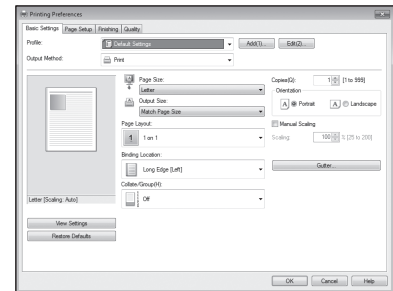 Printing Preferences
Basic Settings Page Setup Finishing Quality
Profile: Default Settings Add(1)... Edit(2)...
Output Method: Print
Page Size: Copies(Q): 1 [1 to 999]
Letter
Orientation
Output Size: A Portrait A Landscape
Match Page Size
Page Layout: Manual Scaling
1 1 on 1 Scaling: 100 % [25 to 200]
Binding Location:
Long Edge [Left] Gutter...
Collate/Group(H):
Off
Letter [Scaling: Auto]
View Settings
Restore Defaults
OK Cancel Help